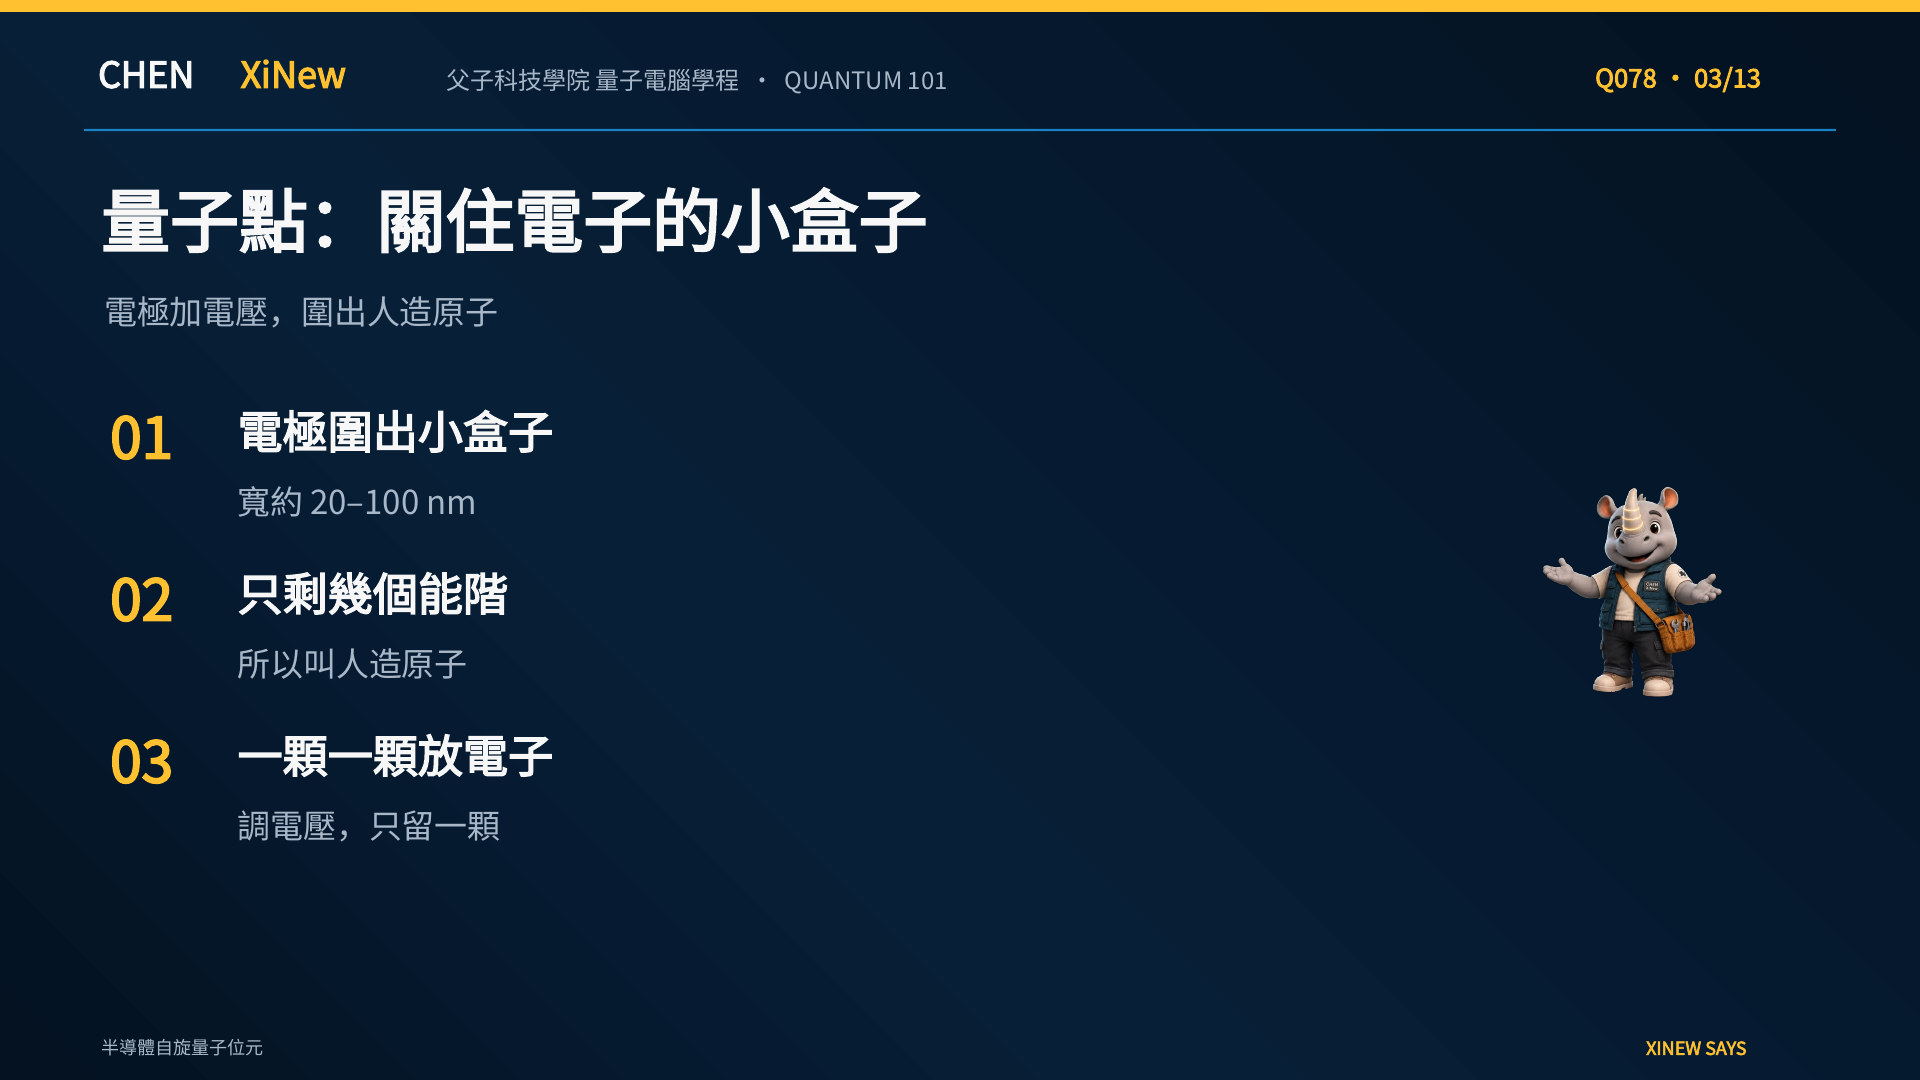 CHEN XiNew 父子科技學院 量子電腦學程 · QUANTUM 101 Q078 · 03/13
量子點：關住電子的小盒子
電極加電壓，圍出人造原子
01 電極圍出小盒子
寬約 20–100 nm
02 只剩幾個能階
所以叫人造原子
03 一顆一顆放電子
調電壓，只留一顆
半導體自旋量子位元 XINEW SAYS